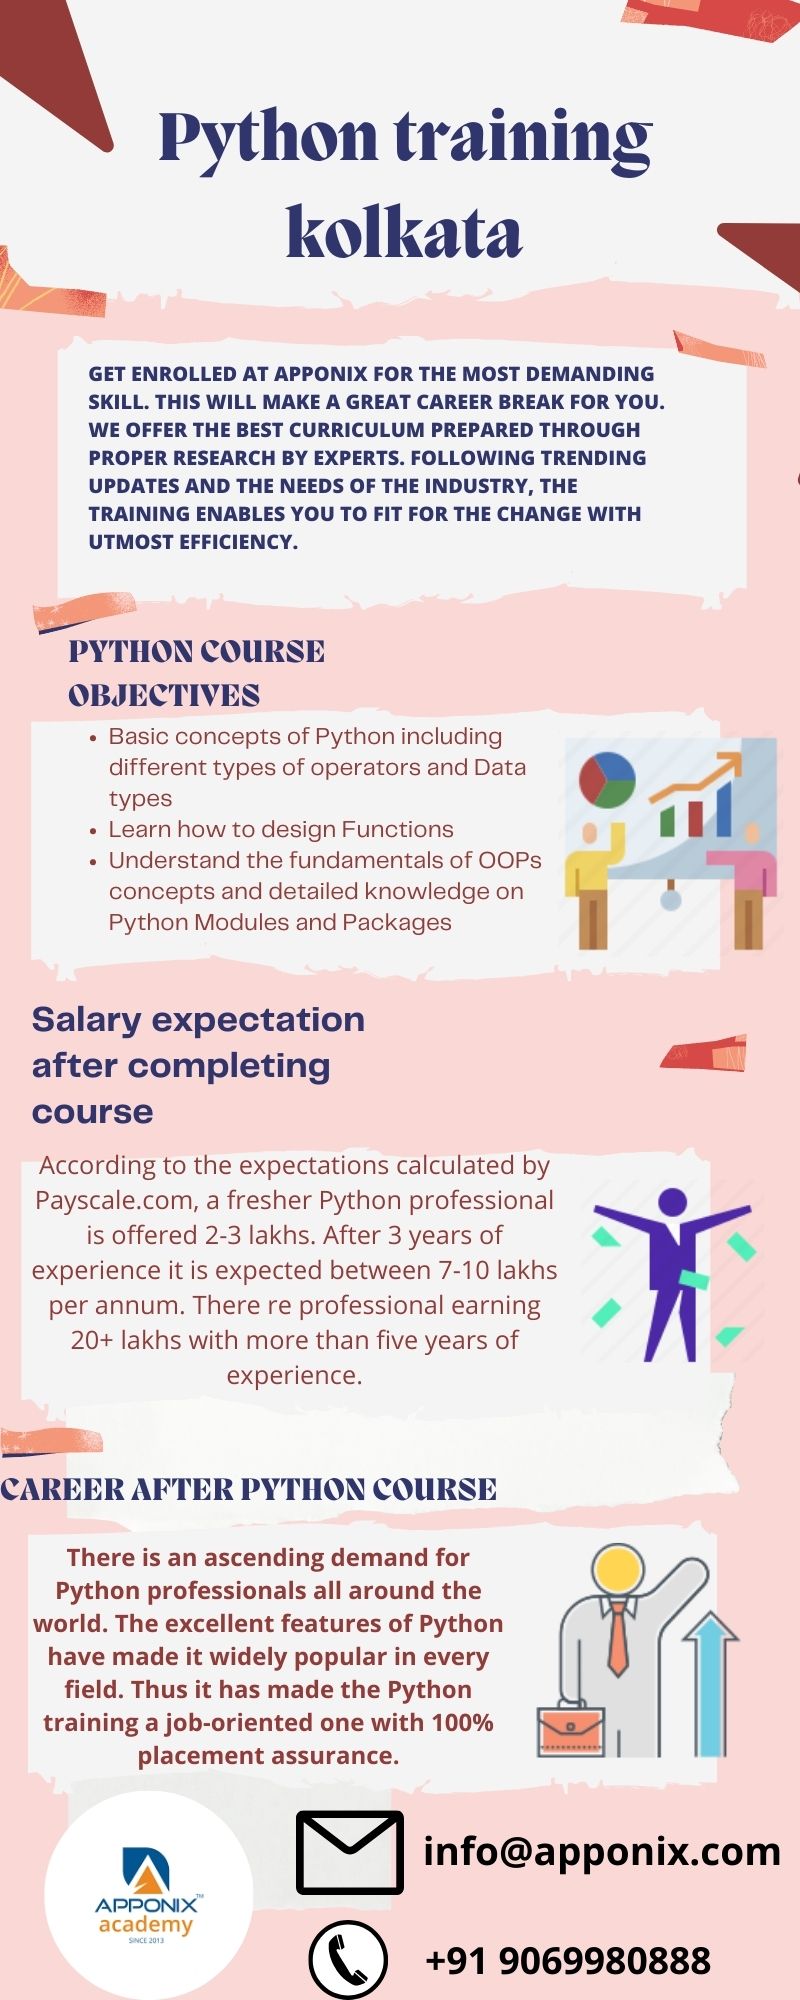 Python training
kolkata
GET ENROLLED AT APPONIX FOR THE MOST DEMANDING
SKILL. THIS WILL MAKE A GREAT CAREER BREAK FOR YOU.
WE OFFER THE BEST CURRICULUM PREPARED THROUGH
PROPER RESEARCH BY EXPERTS. FOLLOWING TRENDING
UPDATES AND THE NEEDS OF THE INDUSTRY, THE
TRAINING ENABLES YOU TO FIT FOR THE CHANGE WITH
UTMOST EFFICIENCY.
PYTHON COURSE
OBJECTIVES
• Basic concepts of Python including
different types of operators and Data
types
• Learn how to design Functions
• Understand the fundamentals of OOPs
concepts and detailed knowledge on
Python Modules and Packages
Salary expectation
after completing
course
According to the expectations calculated by
Payscale.com, a fresher Python professional
is offered 2-3 lakhs. After 3 years of
experience it is expected between 7-10 lakhs
per annum. There re professional earning
20+ lakhs with more than five years of
experience.
CAREER AFTER PYTHON COURSE
There is an ascending demand for
Python professionals all around the
world. The excellent features of Python
have made it widely popular in every
field. Thus it has made the Python
training a job-oriented one with 100%
placement assurance.
APPONIX™
academy
SINCE 2013
info@apponix.com
+91 9069980888